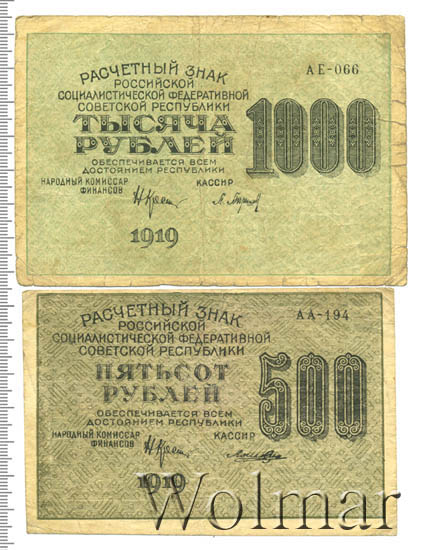 РАСЧЕТНЫЙ ЗНАК
РОССИЙСКОЙ
СОЦИАЛИСТИЧЕСКОЙ ФЕДЕРАТИВНОЙ
СОВЕТСКОЙ РЕСПУБЛИКИ
ТЫСЯЧА
РУБЛЕЙ
ОБЕСПЕЧИВАЕТСЯ ВСЕМ
ДОСТОЯНИЕМ РЕСПУБЛИКИ
НАРОДНЫЙ КОМИССАР
ФИНАНСОВ
КАССИР
1919
АЕ-066
1000
РАСЧЕТНЫЙ ЗНАК
РОССИЙСКОЙ
СОЦИАЛИСТИЧЕСКОЙ ФЕДЕРАТИВНОЙ
СОВЕТСКОЙ РЕСПУБЛИКИ
ПЯТЬСОТ
РУБЛЕЙ
ОБЕСПЕЧИВАЕТСЯ ВСЕМ
ДОСТОЯНИЕМ РЕСПУБЛИКИ
НАРОДНЫЙ КОМИССАР
ФИНАНСОВ
КАССИР
1919
АА-194
500
Wolmar